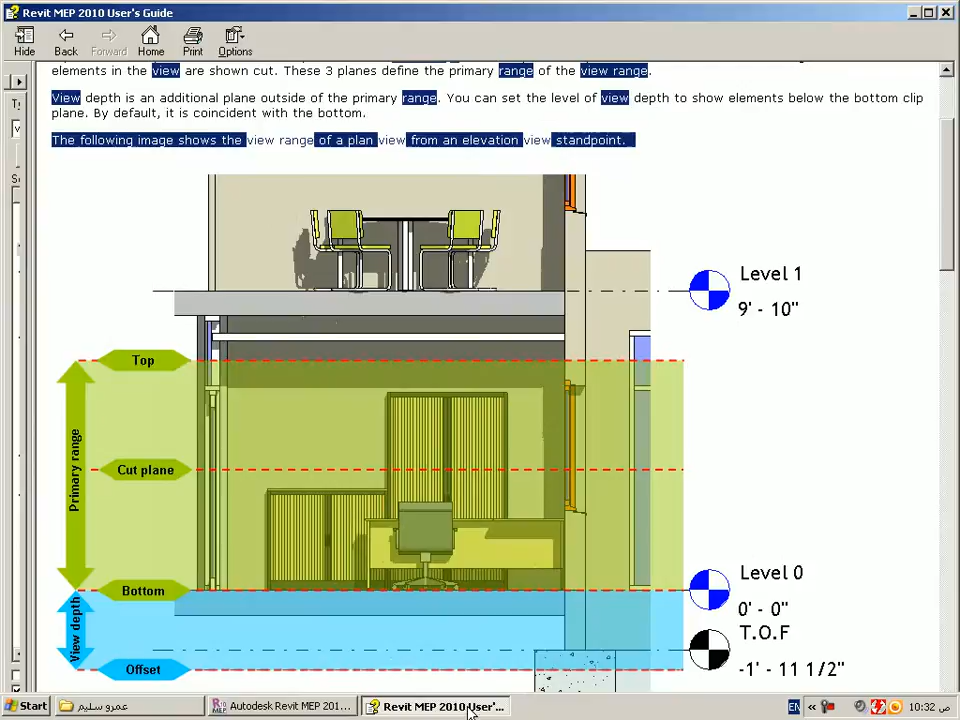 Revit MEP 2010 User's Guide
Hide Back Forward Home Print Options
elements in the view are shown cut. These 3 planes define the primary range of the view range.
View depth is an additional plane outside of the primary range. You can set the level of view depth to show elements below the bottom clip
plane. By default, it is coincident with the bottom.
The following image shows the view range of a plan view from an elevation view standpoint.
Level 1
9' - 10"
Top
Primary range
Cut plane
Level 0
Bottom
0' - 0"
View depth
T.O.F
Offset
-1' - 11 1/2"
Start عمرو سليم Autodesk Revit MEP 201... Revit MEP 2010 User'... EN « 10:32 ص